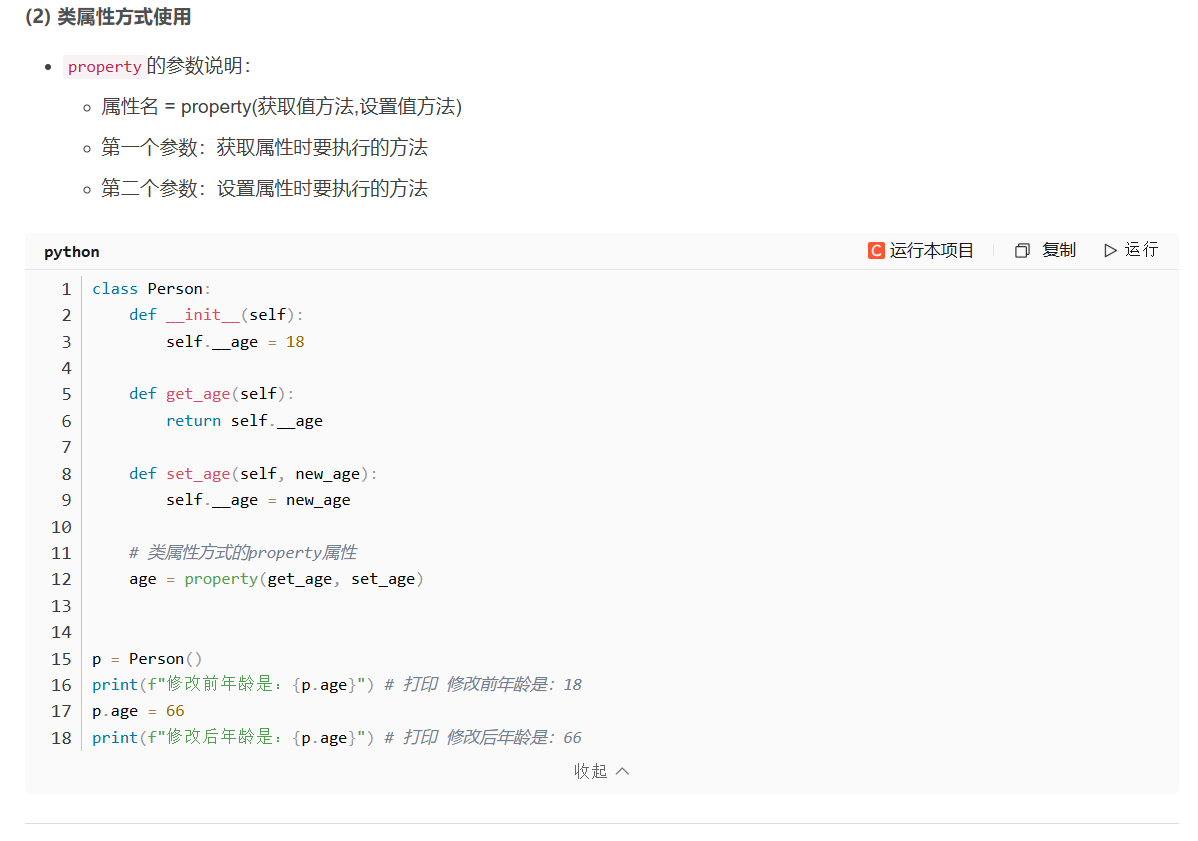 (2) 类属性方式使用
property的参数说明：
属性名 = property(获取值方法,设置值方法)
第一个参数：获取属性时要执行的方法
第二个参数：设置属性时要执行的方法
python
C 运行本项目 复制 运行
1 class Person:
2     def __init__(self):
3         self.__age = 18
4
5     def get_age(self):
6         return self.__age
7
8     def set_age(self, new_age):
9         self.__age = new_age
10
11     # 类属性方式的property属性
12     age = property(get_age, set_age)
13
14
15 p = Person()
16 print(f"修改前年龄是：{p.age}") # 打印 修改前年龄是：18
17 p.age = 66
18 print(f"修改后年龄是：{p.age}") # 打印 修改后年龄是：66
收起